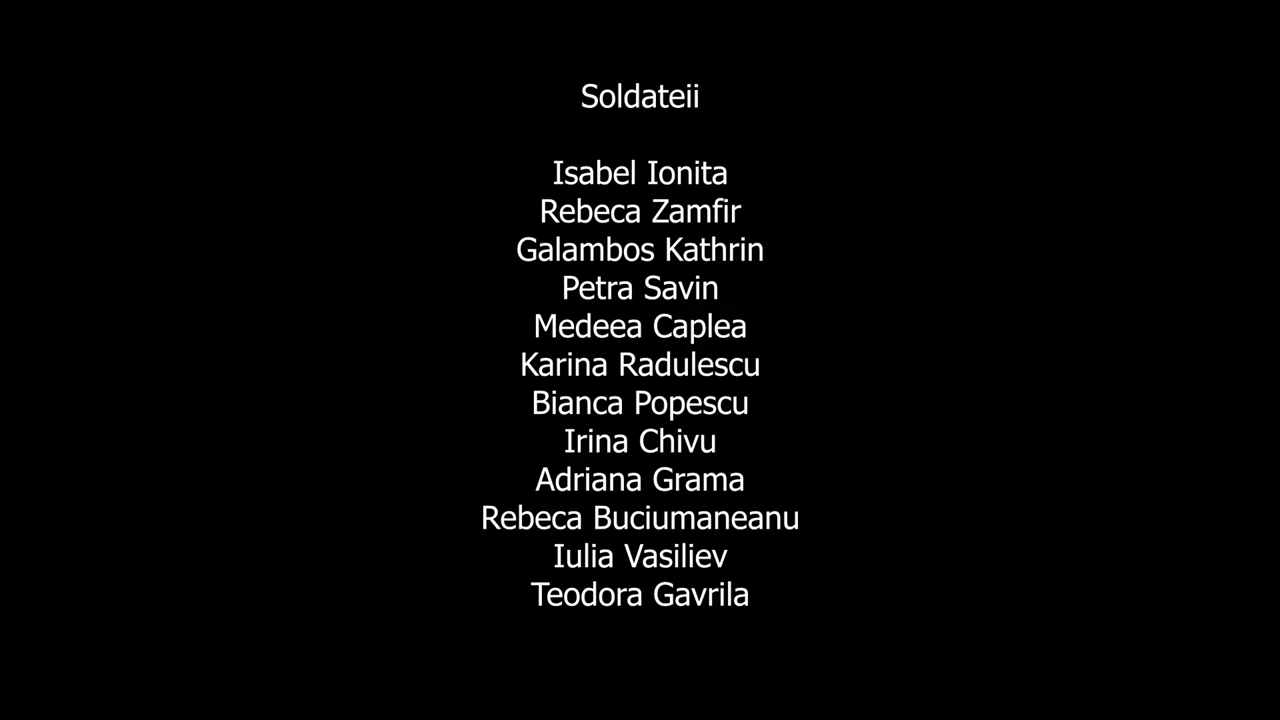 Soldateii
Isabel Ionita
Rebeca Zamfir
Galambos Kathrin
Petra Savin
Medeea Caplea
Karina Radulescu
Bianca Popescu
Irina Chivu
Adriana Grama
Rebeca Buciumaneanu
Iulia Vasiliev
Teodora Gavrila